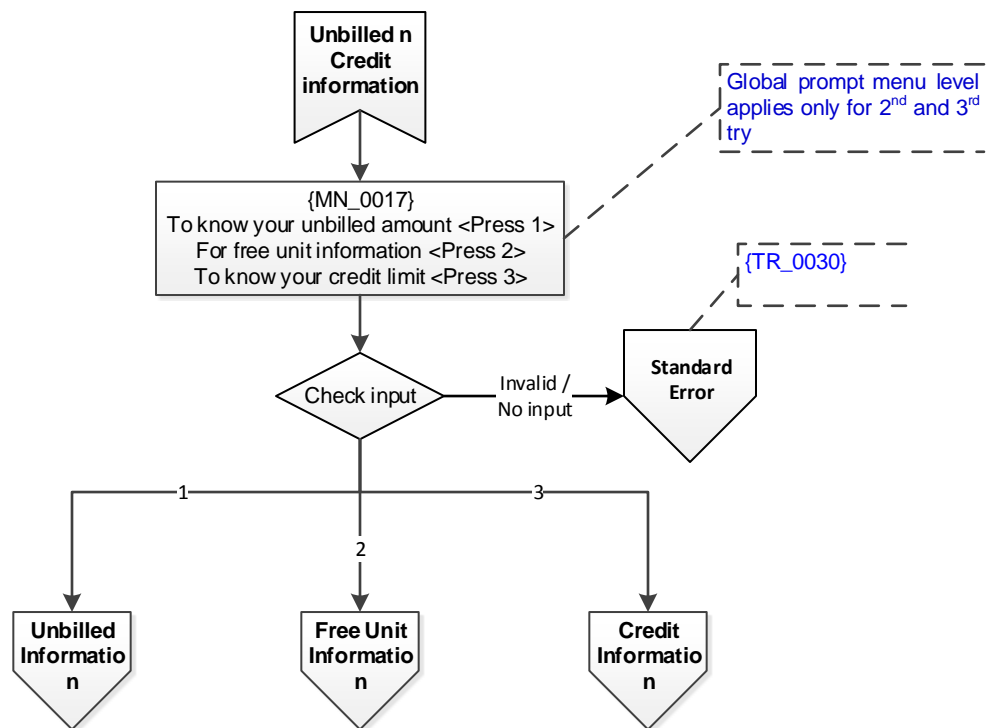 Unbilled n
Credit
information
Global prompt menu level
applies only for 2nd and 3rd
try
{MN_0017}
To know your unbilled amount <Press 1>
For free unit information <Press 2>
To know your credit limit <Press 3>
{TR_0030}
Check input
Invalid /
No input
Standard
Error
1
3
2
Unbilled
Informatio
n
Free Unit
Informatio
n
Credit
Informatio
n